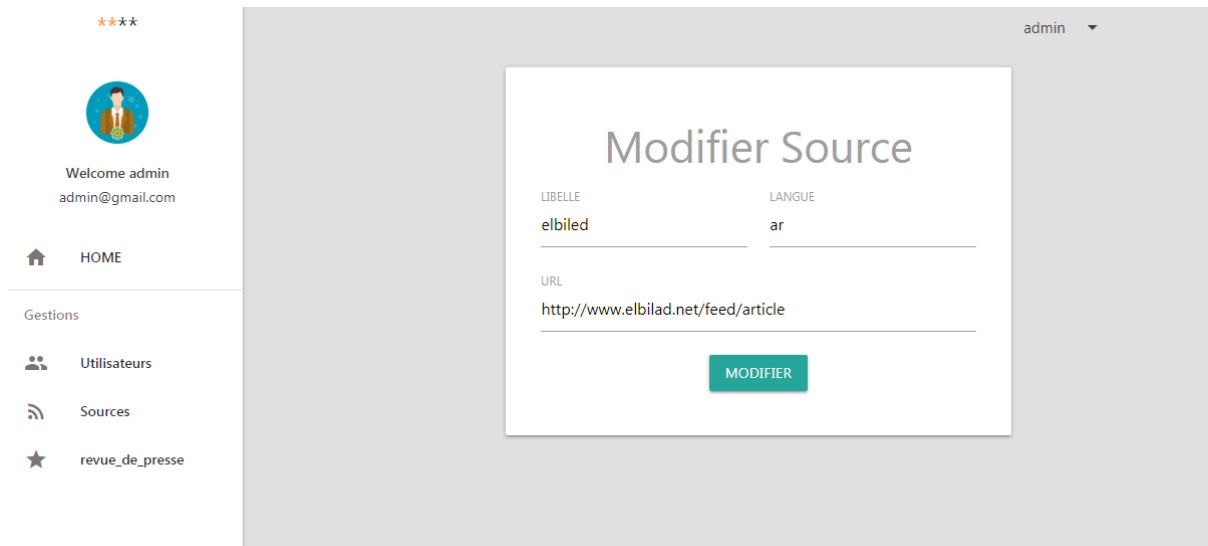 ****
admin
Welcome admin
admin@gmail.com
HOME
Gestions
Utilisateurs
Sources
revue_de_presse
Modifier Source
LIBELLE LANGUE
elbiled ar
URL
http://www.elbilad.net/feed/article
MODIFIER